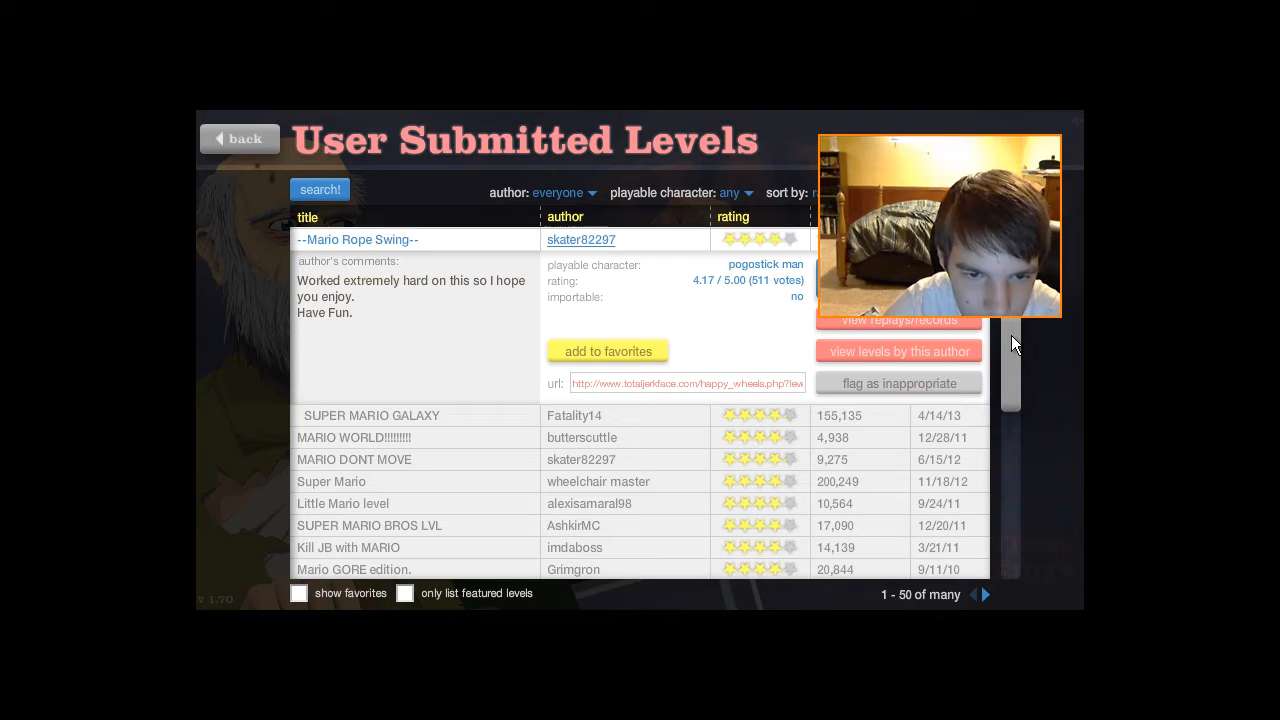 back
User Submitted Levels
search!
author: everyone playable character: any sort by:
title author rating
--Mario Rope Swing-- skater82297
author's comments:
Worked extremely hard on this so I hope
you enjoy.
Have Fun.
playable character: pogostick man
rating: 4.17 / 5.00 (511 votes)
importable: no
view replays/records
add to favorites
view levels by this author
url: http://www.totaljerkface.com/happy_wheels.php?lev
flag as inappropriate
SUPER MARIO GALAXY Fatality14 155,135 4/14/13
MARIO WORLD!!!!!!!!! butterscuttle 4,938 12/28/11
MARIO DONT MOVE skater82297 9,275 6/15/12
Super Mario wheelchair master 200,249 11/18/12
Little Mario level alexisamaral98 10,564 9/24/11
SUPER MARIO BROS LVL AshkirMC 17,090 12/20/11
Kill JB with MARIO imdaboss 14,139 3/21/11
Mario GORE edition. Grimgron 20,844 9/11/10
show favorites only list featured levels 1 - 50 of many
v 1.70